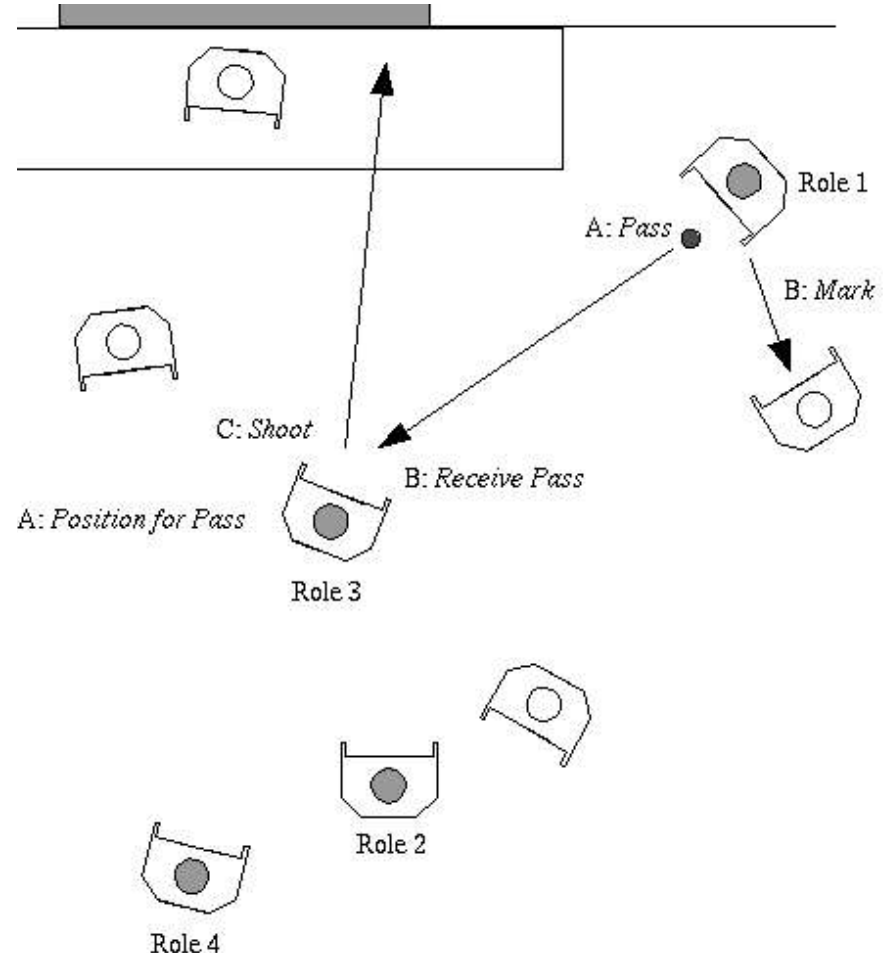 Role 1
A: Pass
B: Mark
C: Shoot
B: Receive Pass
A: Position for Pass
Role 3
Role 2
Role 4